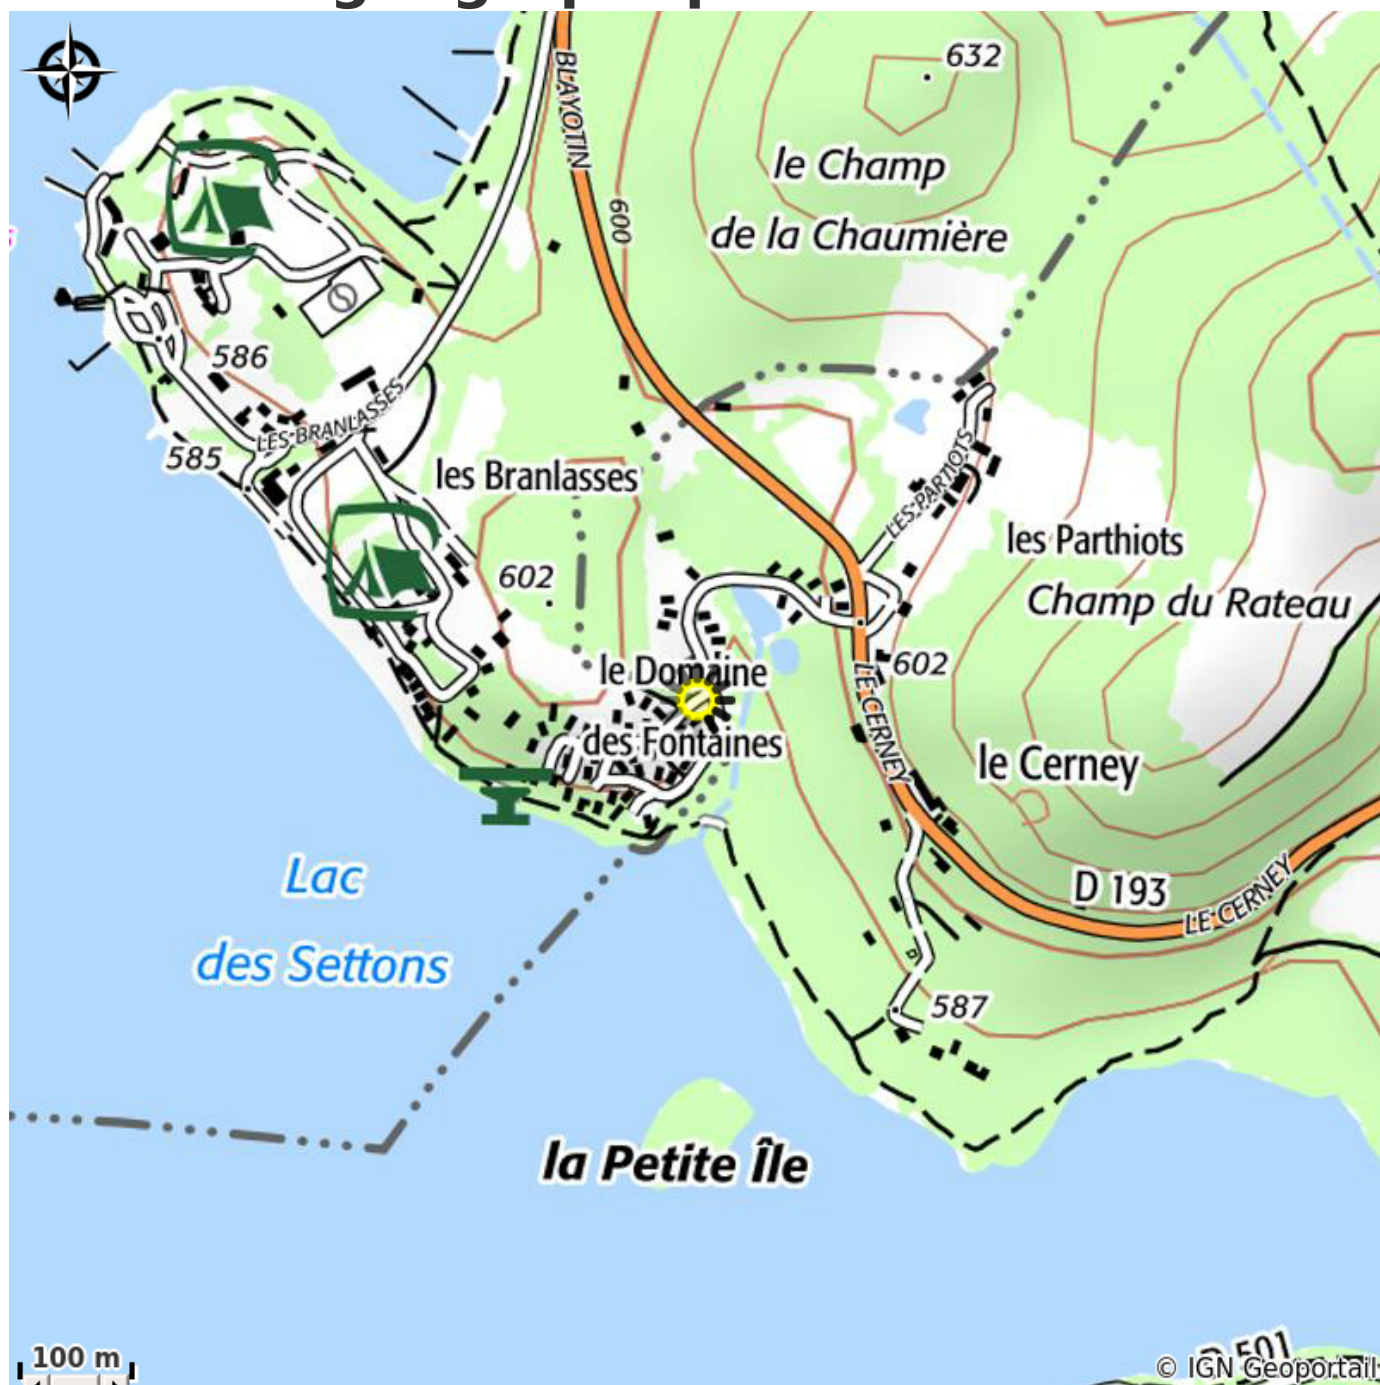 632
BLAYOTIN
le Champ
de la Chaumière
600
586
LES BRANLASSES
585
les Branlasses
LES PARTIOTS
les Parthiots
602
Champ du Rateau
602
le Domaine
des Fontaines
LE CERNEY
le Cerney
D 193
LE CERNEY
Lac
des Settons
587
la Petite Île
D 501
100 m
© IGN Geoportail